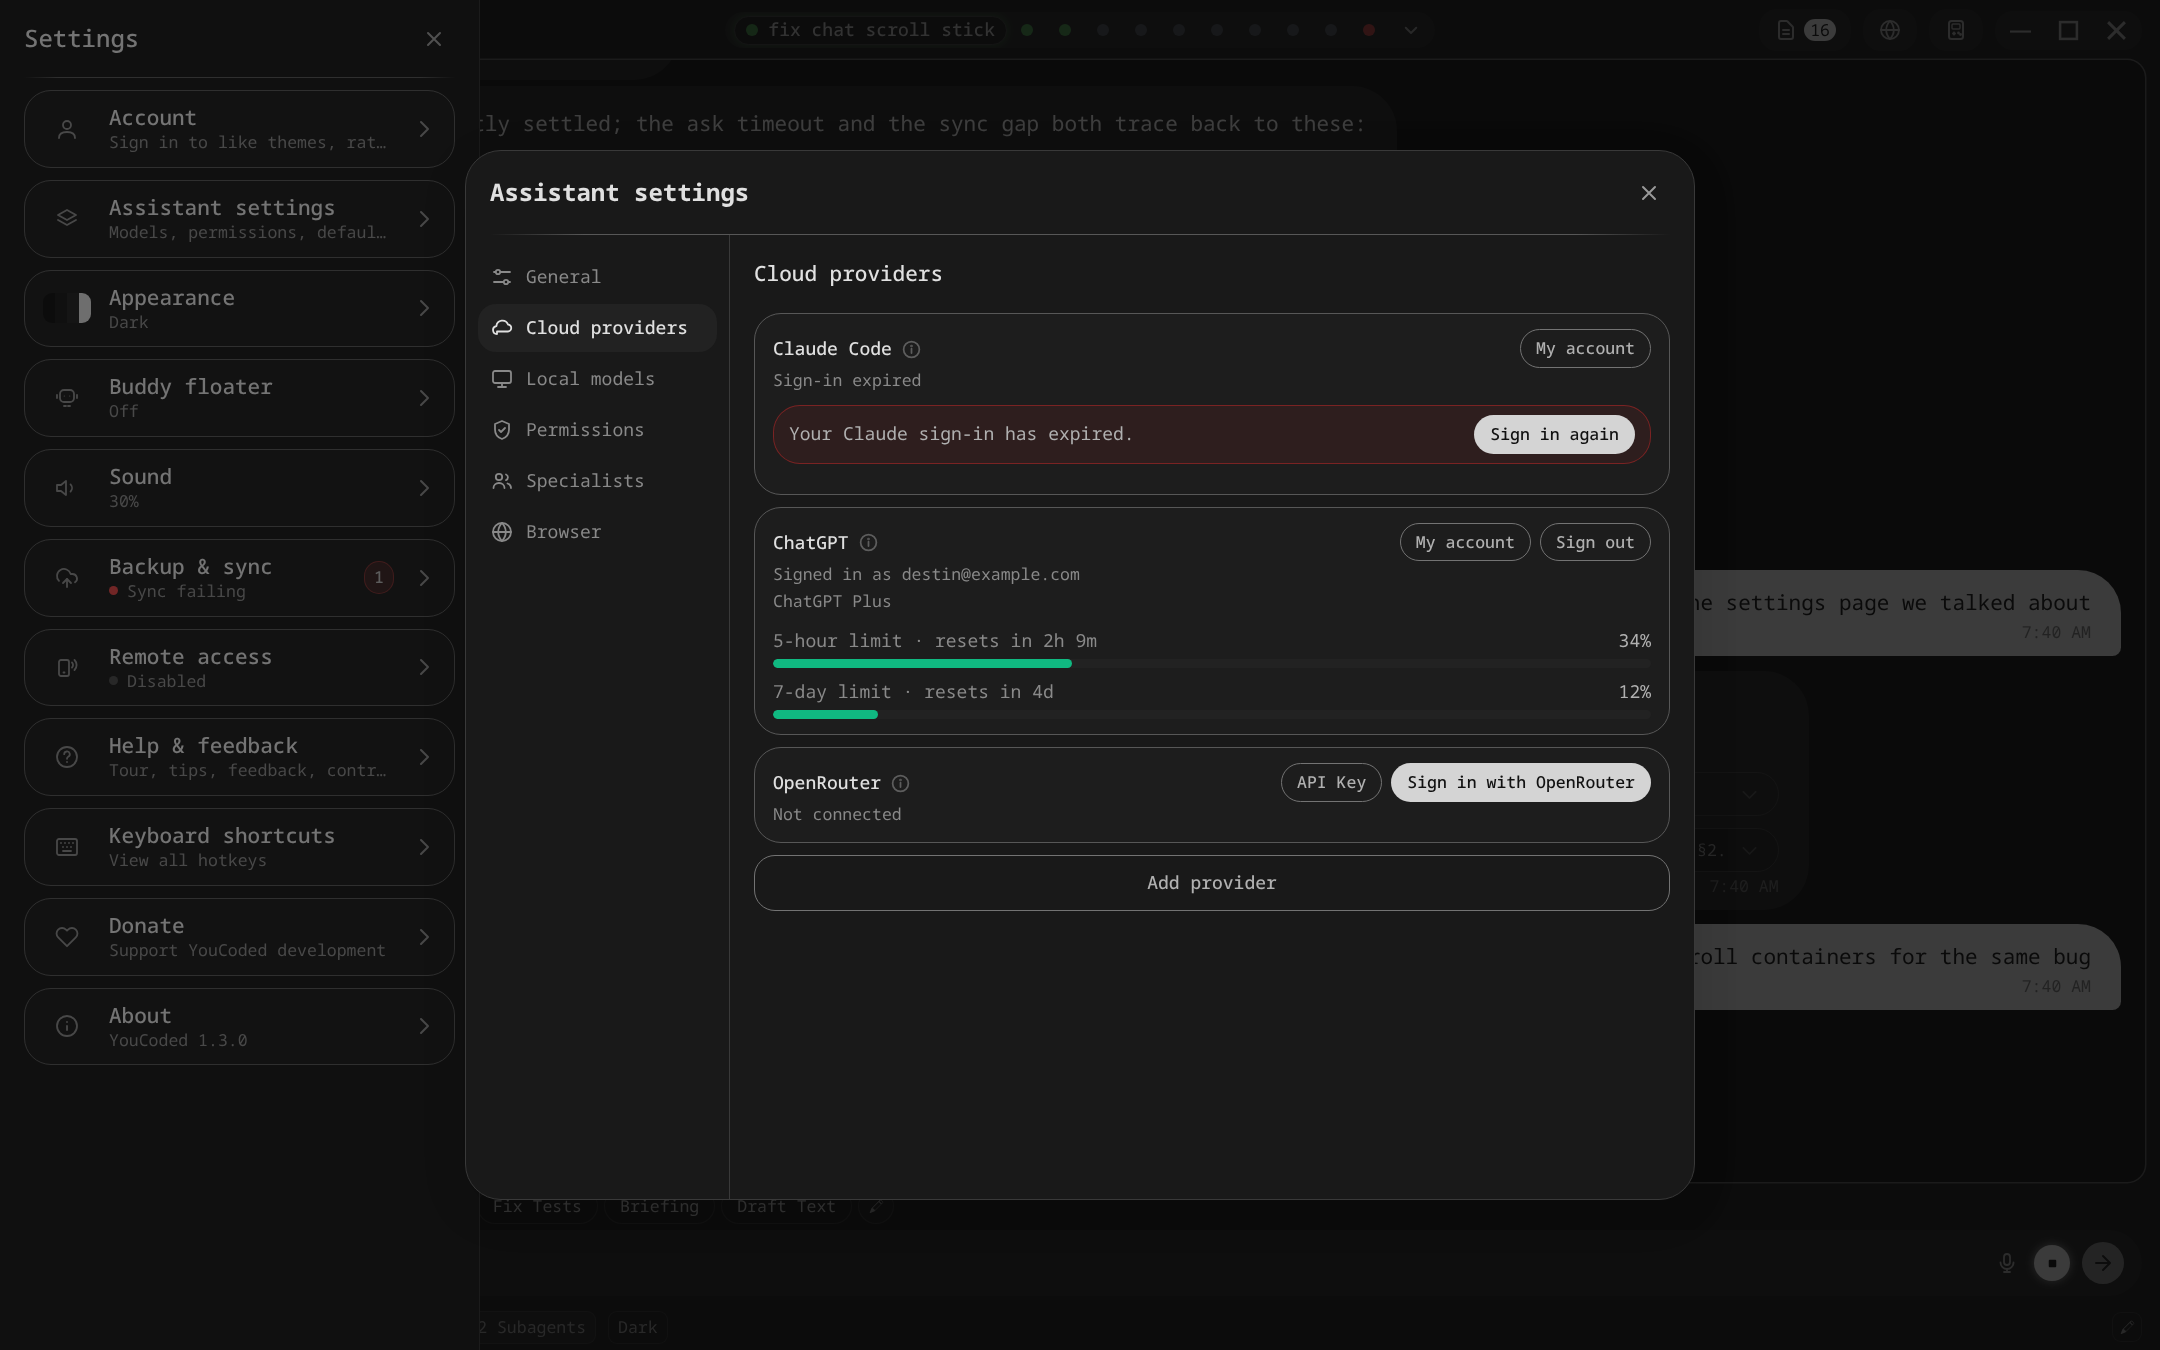 Settings
Account
Sign in to like themes, rat…
Assistant settings
Models, permissions, defaul…
Appearance
Dark
Buddy floater
Off
Sound
30%
Backup & sync
Sync failing
1
Remote access
Disabled
Help & feedback
Tour, tips, feedback, contr…
Keyboard shortcuts
View all hotkeys
Donate
Support YouCoded development
About
YouCoded 1.3.0
fix chat scroll stick
16
tly settled; the ask timeout and the sync gap both trace back to these:
Assistant settings
General
Cloud providers
Local models
Permissions
Specialists
Browser
Cloud providers
Claude Code
My account
Sign-in expired
Your Claude sign-in has expired.
Sign in again
ChatGPT
My account
Sign out
Signed in as destin@example.com
ChatGPT Plus
5-hour limit · resets in 2h 9m
34%
7-day limit · resets in 4d
12%
OpenRouter
API Key
Sign in with OpenRouter
Not connected
Add provider
he settings page we talked about
7:40 AM
§2.
7:40 AM
roll containers for the same bug
7:40 AM
Fix Tests
Briefing
Draft Text
2 Subagents
Dark